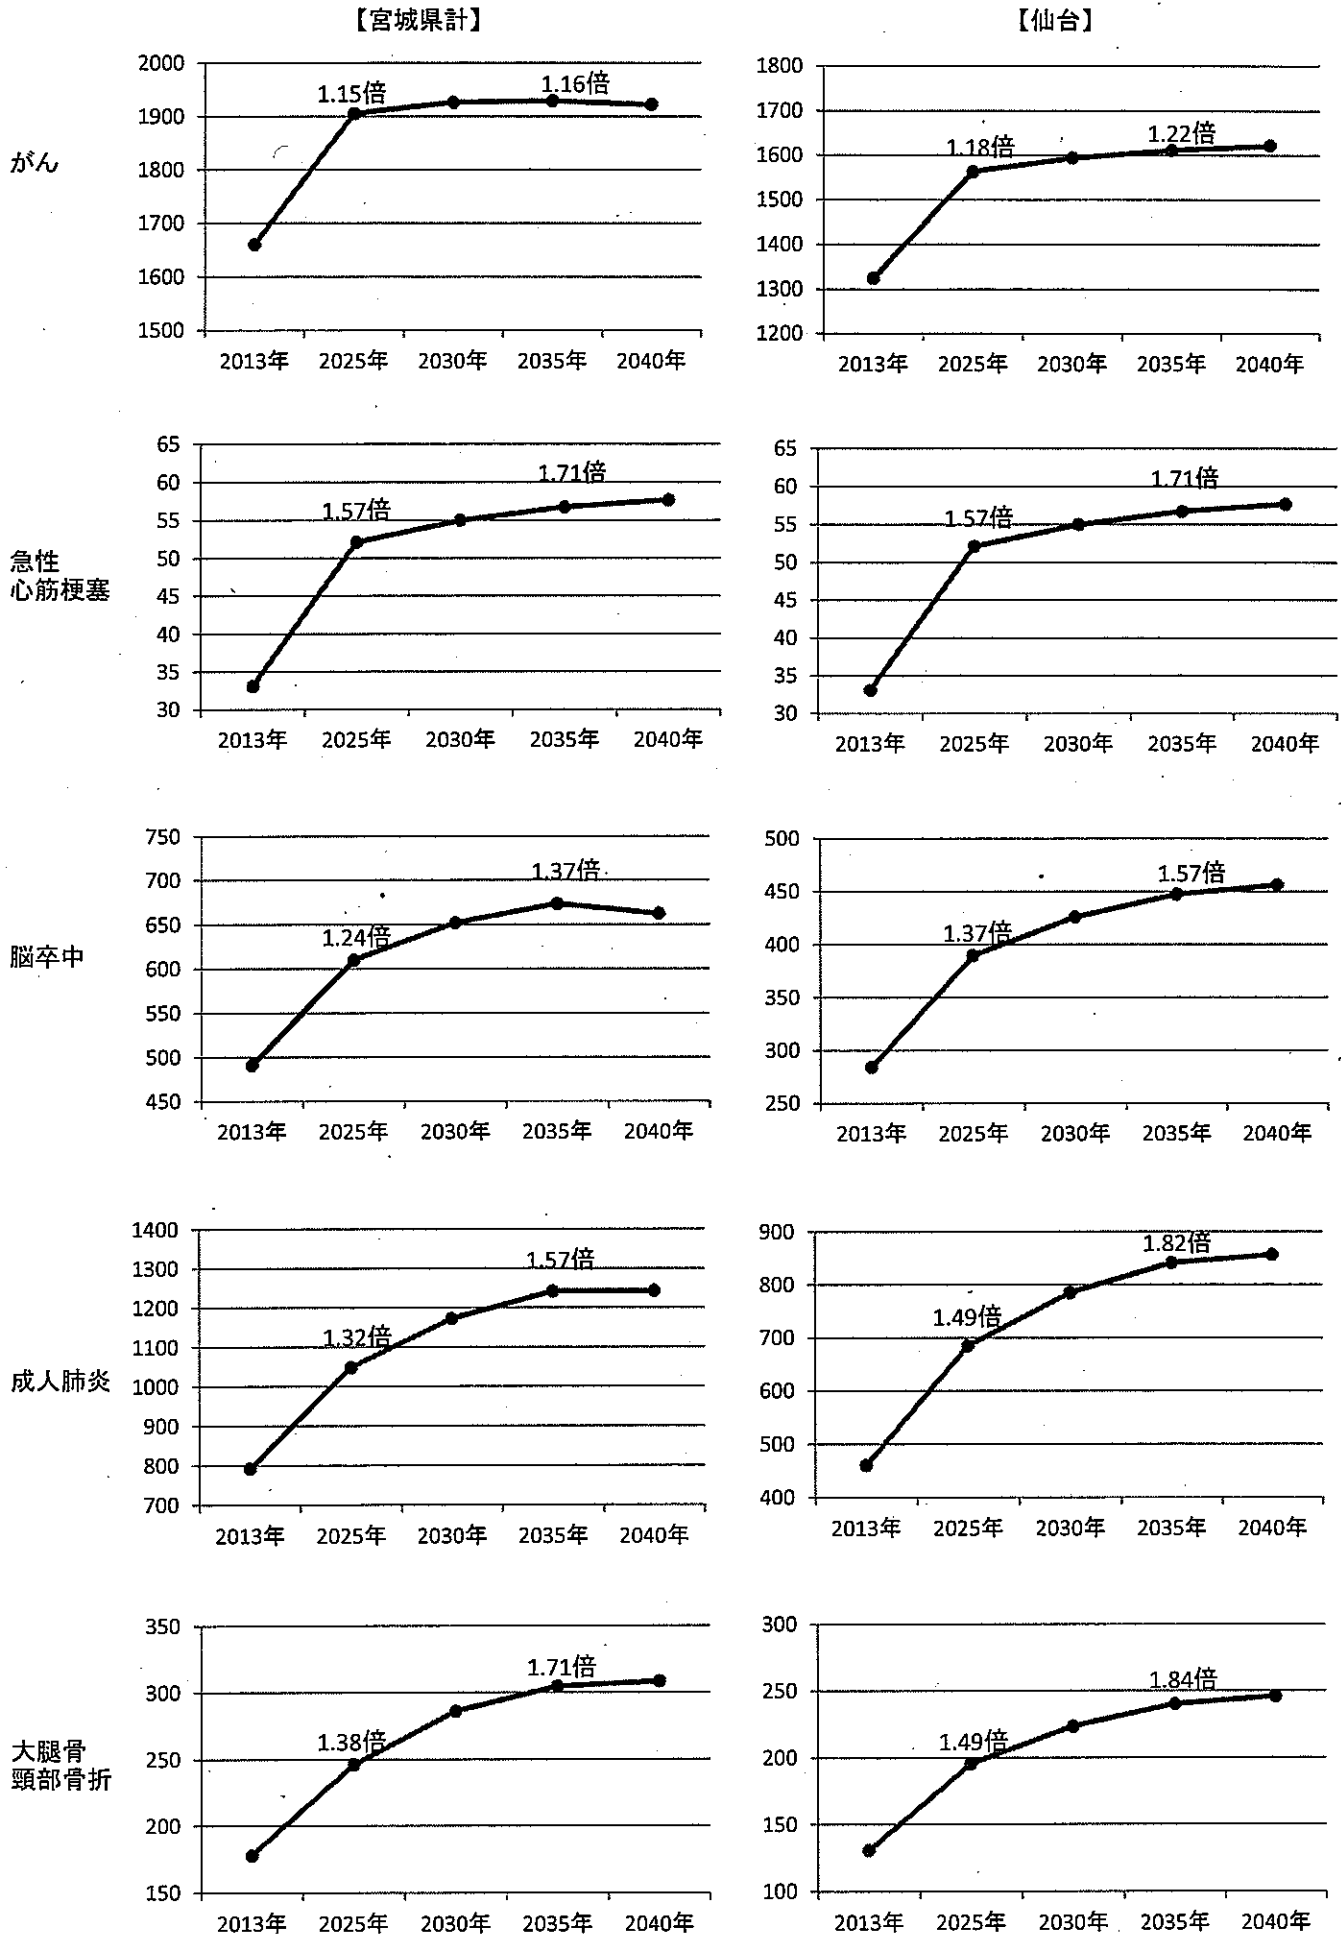 【宮城県計】
【仙台】
がん
2000
1900
1800
1700
1600
1500
1.15倍
1.16倍
2013年 2025年 2030年 2035年 2040年
1800
1700
1600
1500
1400
1300
1200
1.18倍
1.22倍
2013年 2025年 2030年 2035年 2040年
急性
心筋梗塞
65
60
55
50
45
40
35
30
1.57倍
1.71倍
2013年 2025年 2030年 2035年 2040年
65
60
55
50
45
40
35
30
1.57倍
1.71倍
2013年 2025年 2030年 2035年 2040年
脳卒中
750
700
650
600
550
500
450
1.24倍
1.37倍
2013年 2025年 2030年 2035年 2040年
500
450
400
350
300
250
1.37倍
1.57倍
2013年 2025年 2030年 2035年 2040年
成人肺炎
1400
1300
1200
1100
1000
900
800
700
1.32倍
1.57倍
2013年 2025年 2030年 2035年 2040年
900
800
700
600
500
400
1.49倍
1.82倍
2013年 2025年 2030年 2035年 2040年
大腿骨
頸部骨折
350
300
250
200
150
1.38倍
1.71倍
2013年 2025年 2030年 2035年 2040年
300
250
200
150
100
1.49倍
1.84倍
2013年 2025年 2030年 2035年 2040年